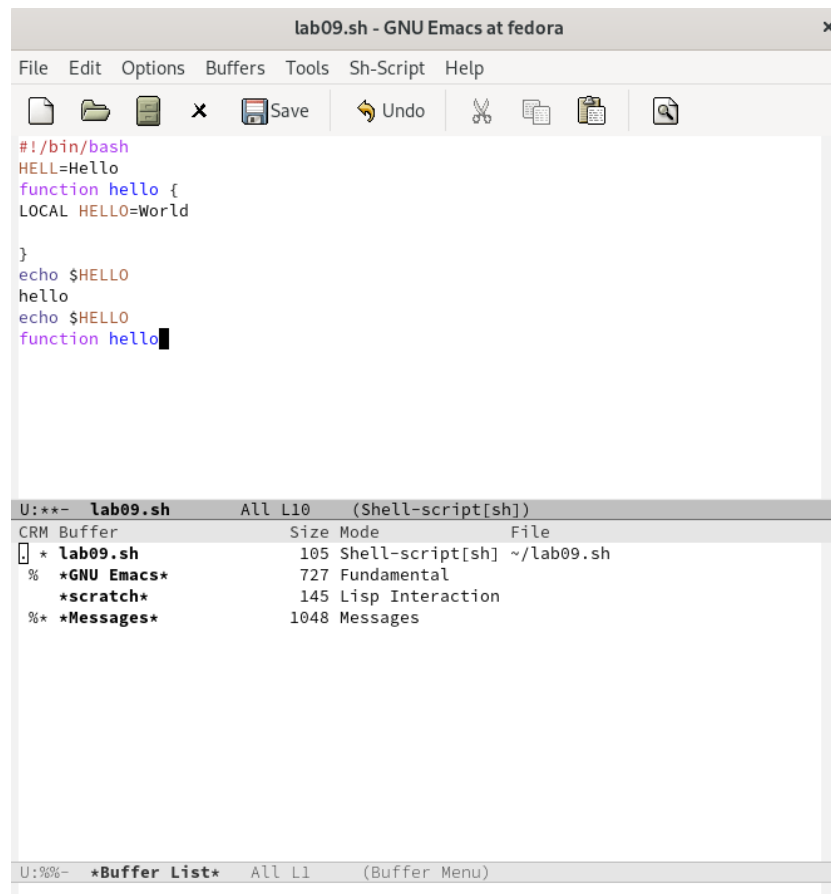 lab09.sh - GNU Emacs at fedora
File Edit Options Buffers Tools Sh-Script Help
Save Undo
#!/bin/bash
HELL=Hello
function hello {
LOCAL HELLO=World
}
echo $HELLO
hello
echo $HELLO
function hello
U:**- lab09.sh All L10 (Shell-script[sh])
CRM Buffer Size Mode File
. * lab09.sh 105 Shell-script[sh] ~/lab09.sh
% *GNU Emacs* 727 Fundamental
*scratch* 145 Lisp Interaction
%* *Messages* 1048 Messages
U:%%- *Buffer List* All L1 (Buffer Menu)